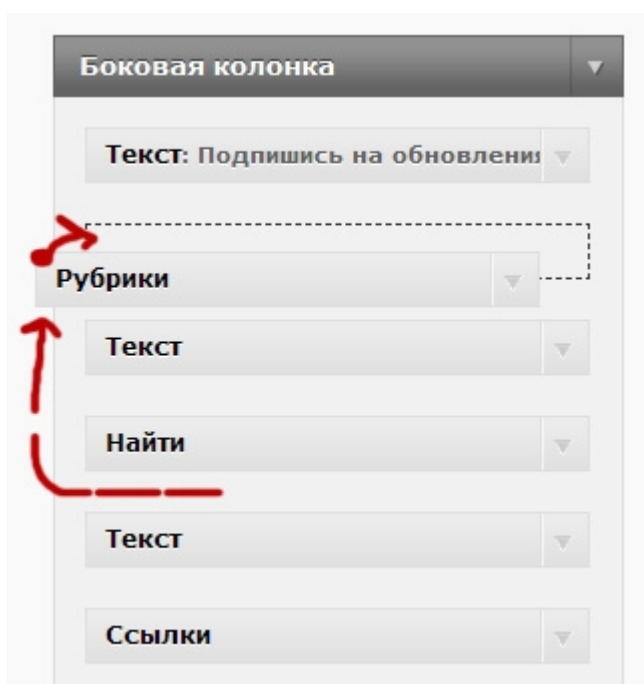 Боковая колонка
Текст: Подпишись на обновления
Рубрики
Текст
Найти
Текст
Ссылки